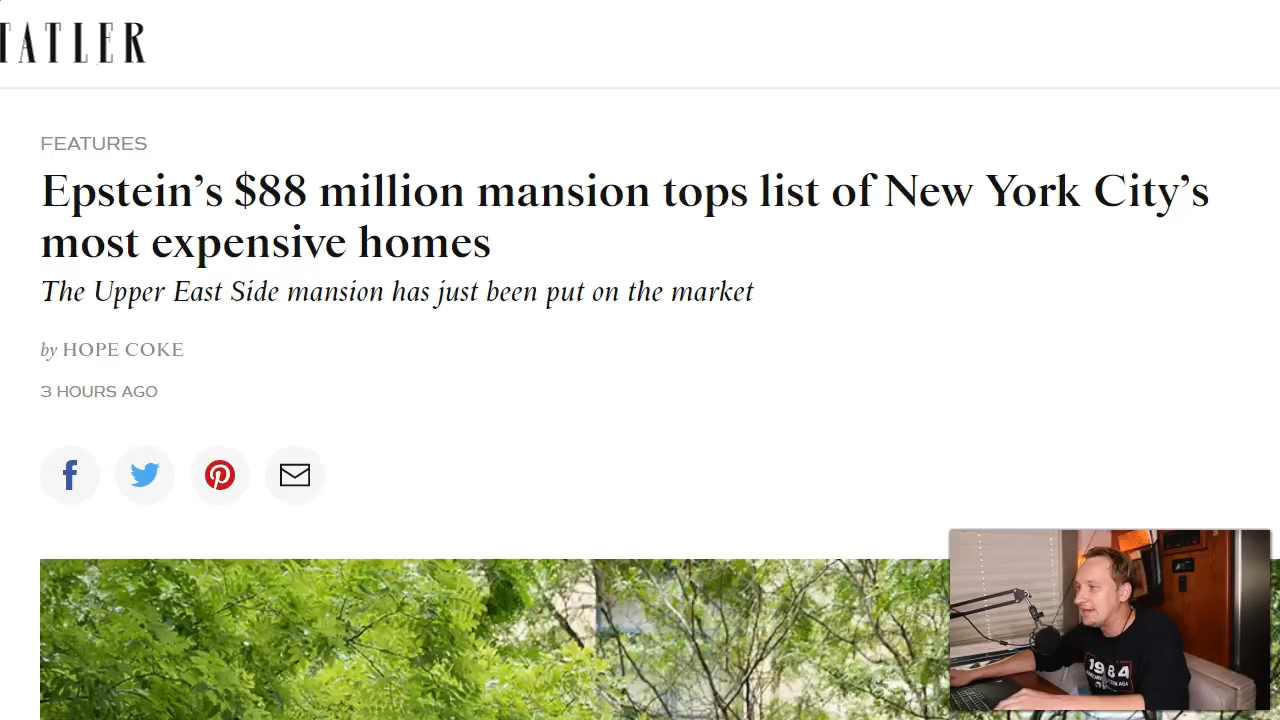 TATLER
FEATURES
Epstein’s $88 million mansion tops list of New York City’s
most expensive homes
The Upper East Side mansion has just been put on the market
by HOPE COKE
3 HOURS AGO
1984